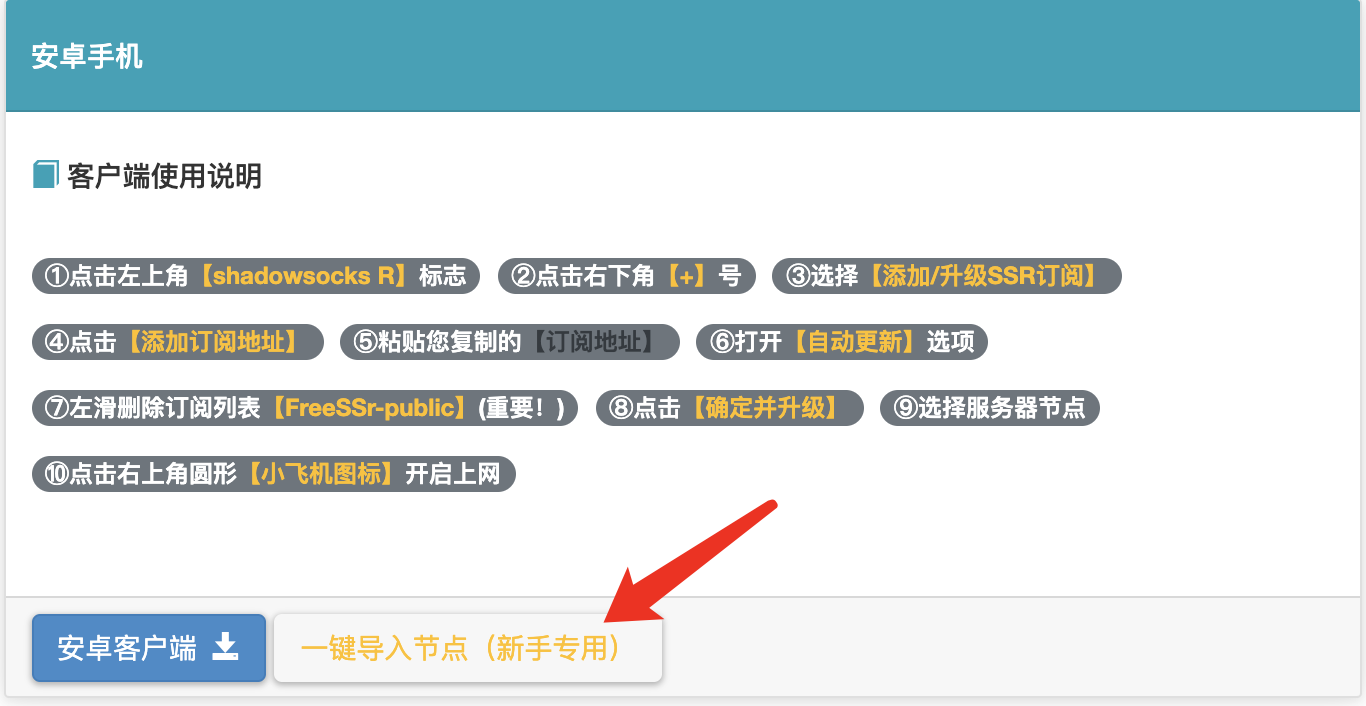 安卓手机
客户端使用说明
①点击左上角【shadowsocks R】标志 ②点击右下角【+】号 ③选择【添加/升级SSR订阅】
④点击【添加订阅地址】 ⑤粘贴您复制的【订阅地址】 ⑥打开【自动更新】选项
⑦左滑删除订阅列表【FreeSSr-public】(重要！) ⑧点击【确定并升级】 ⑨选择服务器节点
⑩点击右上角圆形【小飞机图标】开启上网
安卓客户端 一键导入节点（新手专用）